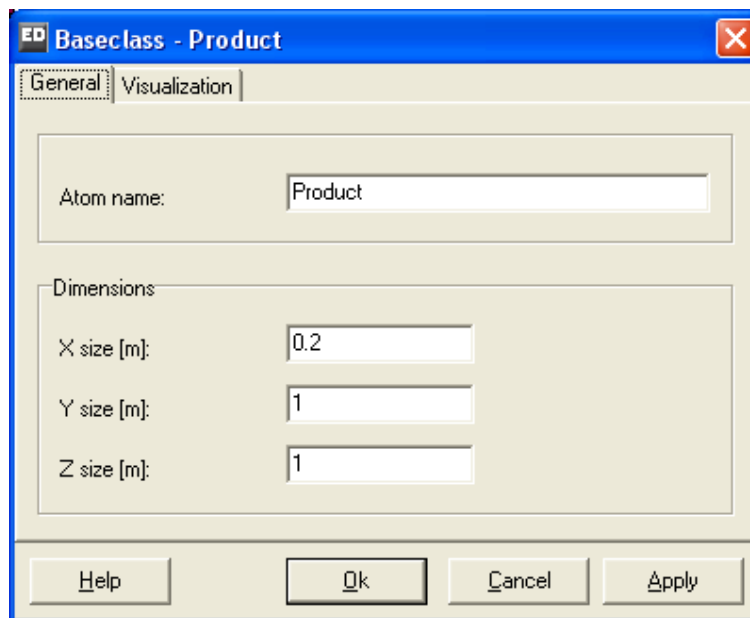 ED Baseclass - Product
General Visualization
Atom name: Product
Dimensions
X size [m]: 0.2
Y size [m]: 1
Z size [m]: 1
Help Ok Cancel Apply